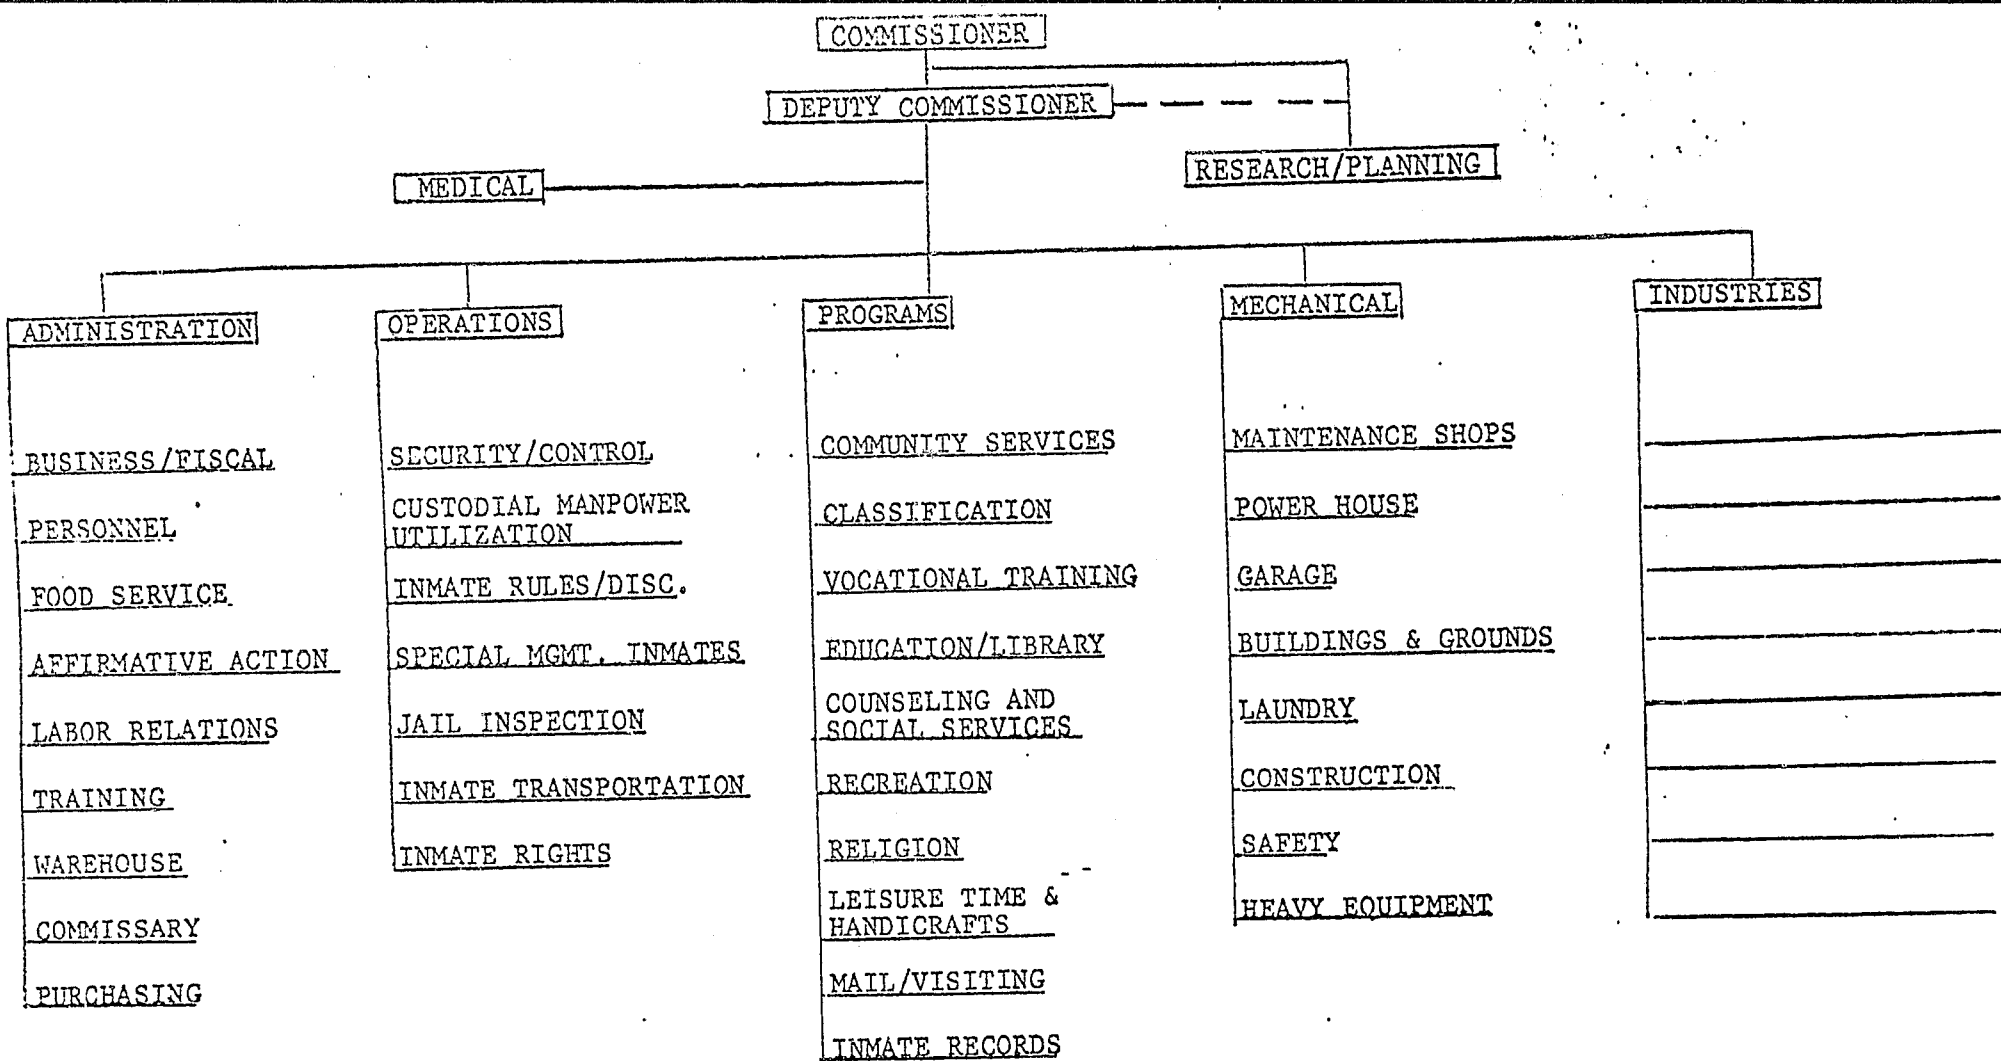 COMMISSIONER
DEPUTY COMMISSIONER
RESEARCH/PLANNING
MEDICAL
ADMINISTRATION
BUSINESS/FISCAL
PERSONNEL
FOOD SERVICE
AFFIRMATIVE ACTION
LABOR RELATIONS
TRAINING
WAREHOUSE
COMMISSARY
PURCHASING
OPERATIONS
SECURITY/CONTROL
CUSTODIAL MANPOWER
UTILIZATION
INMATE RULES/DISC.
SPECIAL MGMT. INMATES
JAIL INSPECTION
INMATE TRANSPORTATION
INMATE RIGHTS
PROGRAMS
COMMUNITY SERVICES
CLASSIFICATION
VOCATIONAL TRAINING
EDUCATION/LIBRARY
COUNSELING AND
SOCIAL SERVICES
RECREATION
RELIGION
LEISURE TIME &
HANDICRAFTS
MAIL/VISITING
INMATE RECORDS
MECHANICAL
MAINTENANCE SHOPS
POWER HOUSE
GARAGE
BUILDINGS & GROUNDS
LAUNDRY
CONSTRUCTION
SAFETY
HEAVY EQUIPMENT
INDUSTRIES